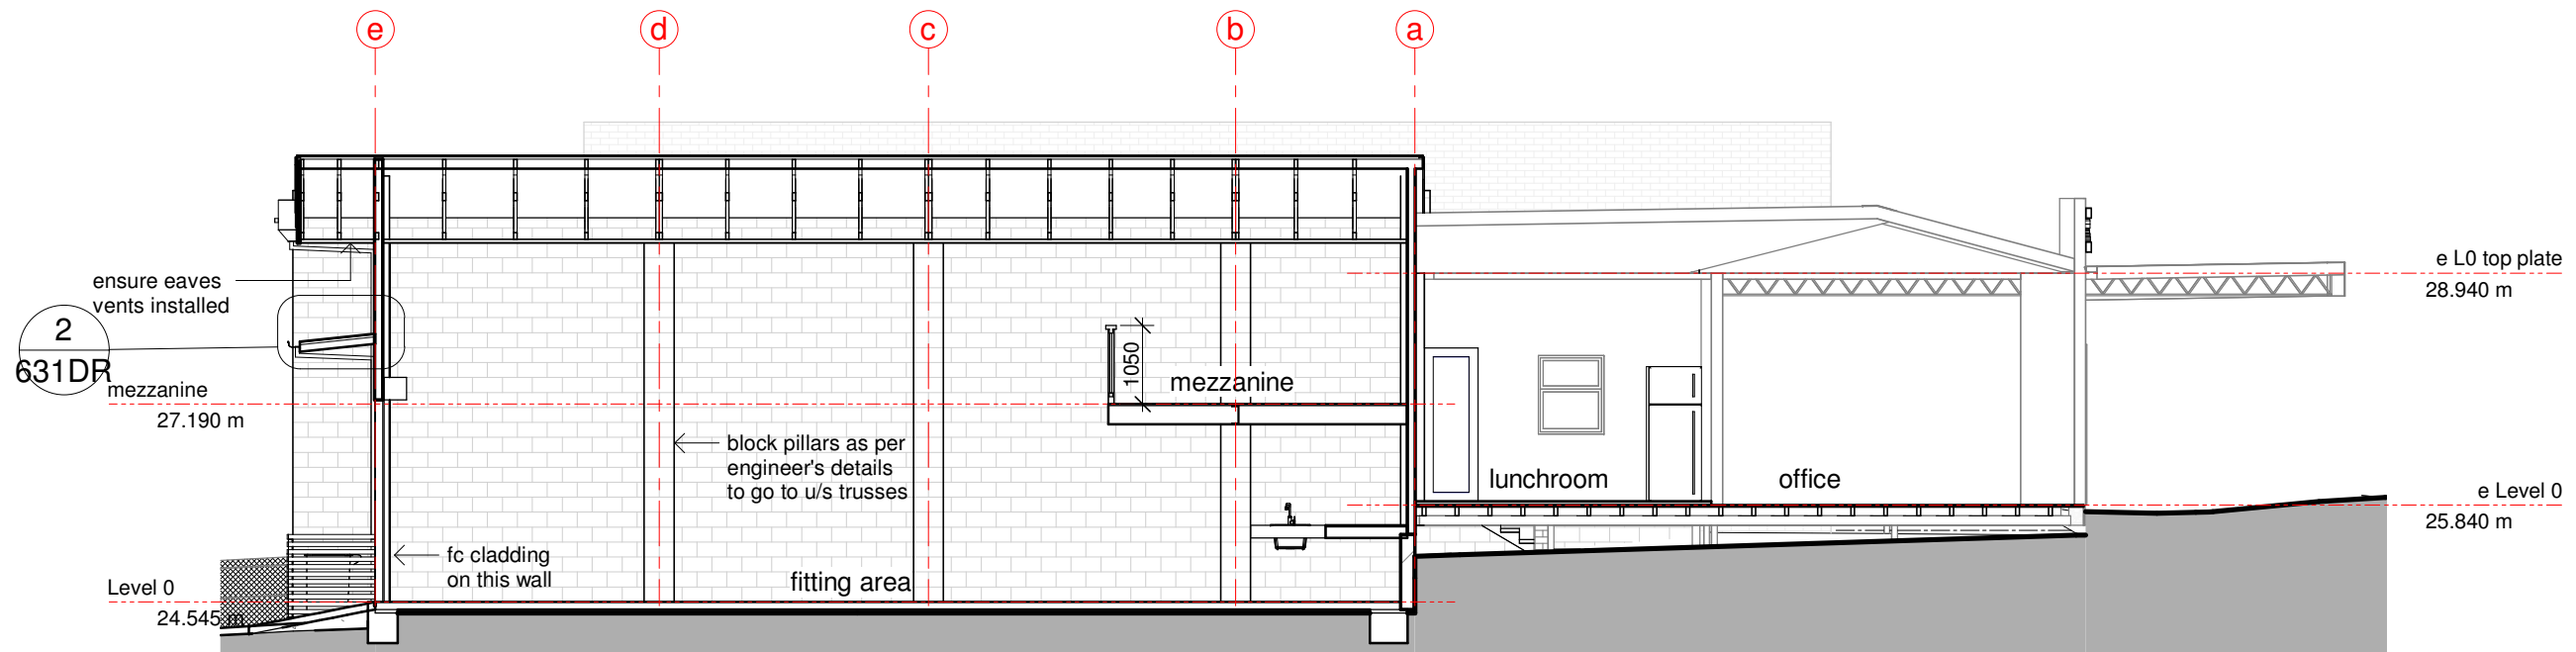 e
d
c
b
a
ensure eaves
vents installed
2
631DR
mezzanine
27.190 m
e L0 top plate
28.940 m
1050
mezzanine
block pillars as per
engineer's details
to go to u/s trusses
lunchroom
office
e Level 0
25.840 m
fc cladding
on this wall
fitting area
Level 0
24.545 m